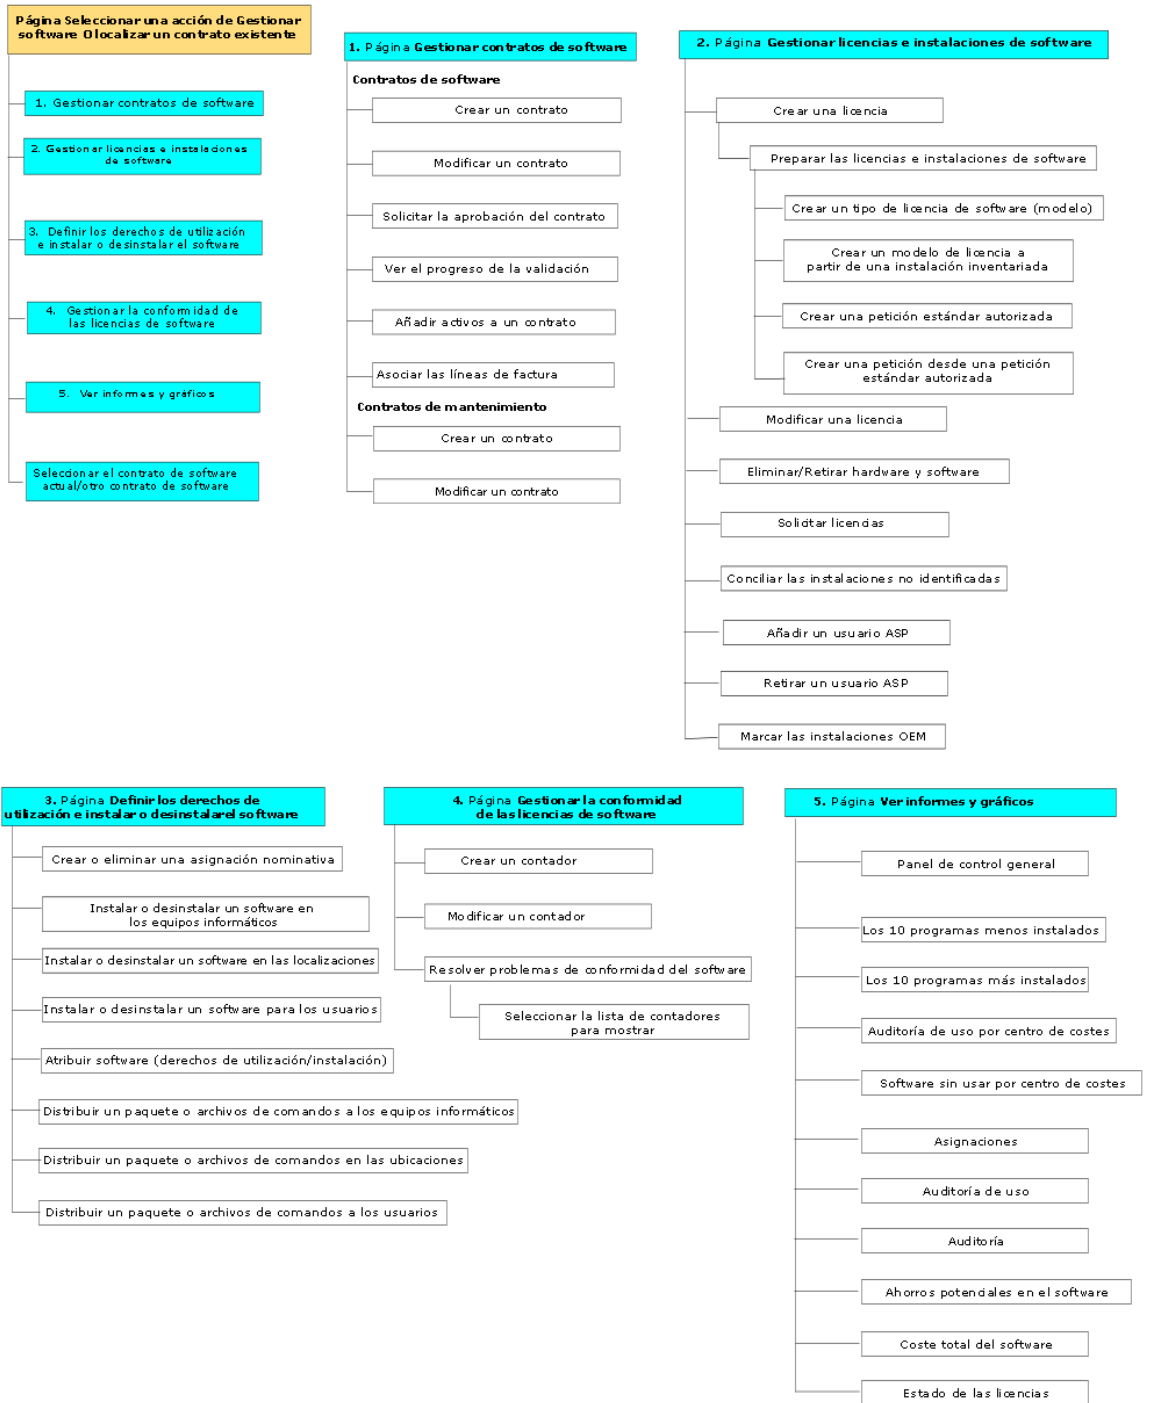 Página Seleccionar una acción de Gestionar
software O localizar un contrato existente
1. Gestionar contratos de software
2. Gestionar licencias e instalaciones
de software
3. Definir los derechos de utilización
e instalar o desinstalar el software
4. Gestionar la conformidad de
las licencias de software
5. Ver informes y gráficos
Seleccionar el contrato de software
actual/otro contrato de software
1. Página Gestionar contratos de software
Contratos de software
Crear un contrato
Modificar un contrato
Solicitar la aprobación del contrato
Ver el progreso de la validación
Añadir activos a un contrato
Asociar las líneas de factura
Contratos de mantenimiento
Crear un contrato
Modificar un contrato
2. Página Gestionar licencias e instalaciones de software
Crear una licencia
Preparar las licencias e instalaciones de software
Crear un tipo de licencia de software (modelo)
Crear un modelo de licencia a
partir de una instalación inventariada
Crear una petición estándar autorizada
Crear una petición desde una petición
estándar autorizada
Modificar una licencia
Eliminar/Retirar hardware y software
Solicitar licencias
Conciliar las instalaciones no identificadas
Añadir un usuario ASP
Retirar un usuario ASP
Marcar las instalaciones OEM
3. Página Definir los derechos de
utilización e instalar o desinstalar el software
Crear o eliminar una asignación nominativa
Instalar o desinstalar un software en
los equipos informáticos
Instalar o desinstalar un software en las localizaciones
Instalar o desinstalar un software para los usuarios
Atribuir software (derechos de utilización/instalación)
Distribuir un paquete o archivos de comandos a los equipos informáticos
Distribuir un paquete o archivos de comandos en las ubicaciones
Distribuir un paquete o archivos de comandos a los usuarios
4. Página Gestionar la conformidad
de las licencias de software
Crear un contador
Modificar un contador
Resolver problemas de conformidad del software
Seleccionar la lista de contadores
para mostrar
5. Página Ver informes y gráficos
Panel de control general
Los 10 programas menos instalados
Los 10 programas más instalados
Auditoría de uso por centro de costes
Software sin usar por centro de costes
Asignaciones
Auditoría de uso
Auditoría
Ahorros potenciales en el software
Coste total del software
Estado de las licencias